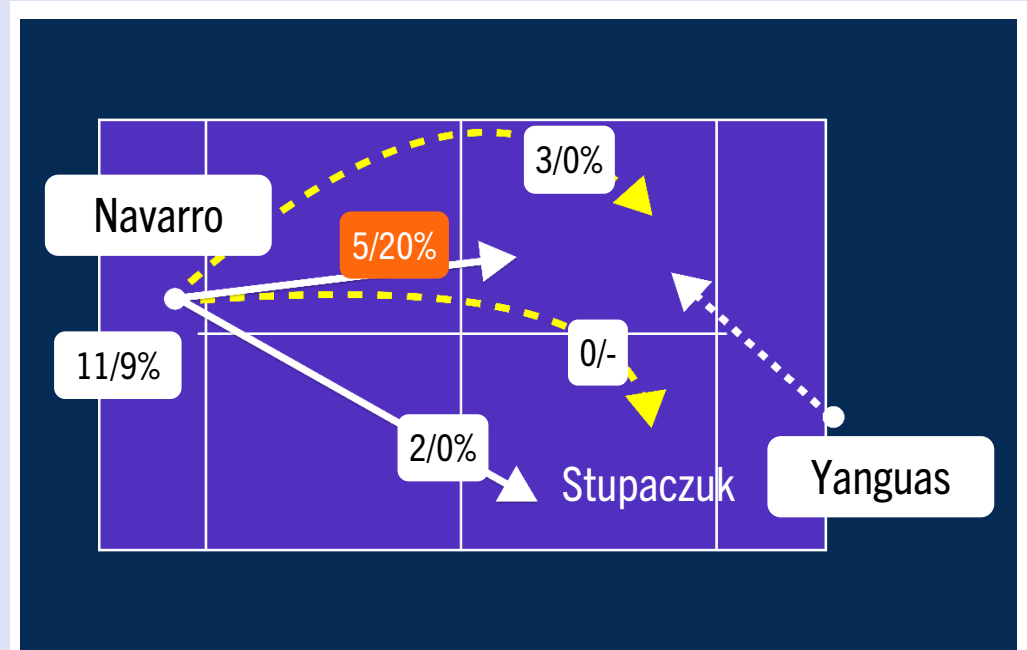 3/0%
Navarro
5/20%
11/9%
0/-
2/0%
Stupaczuk
Yanguas